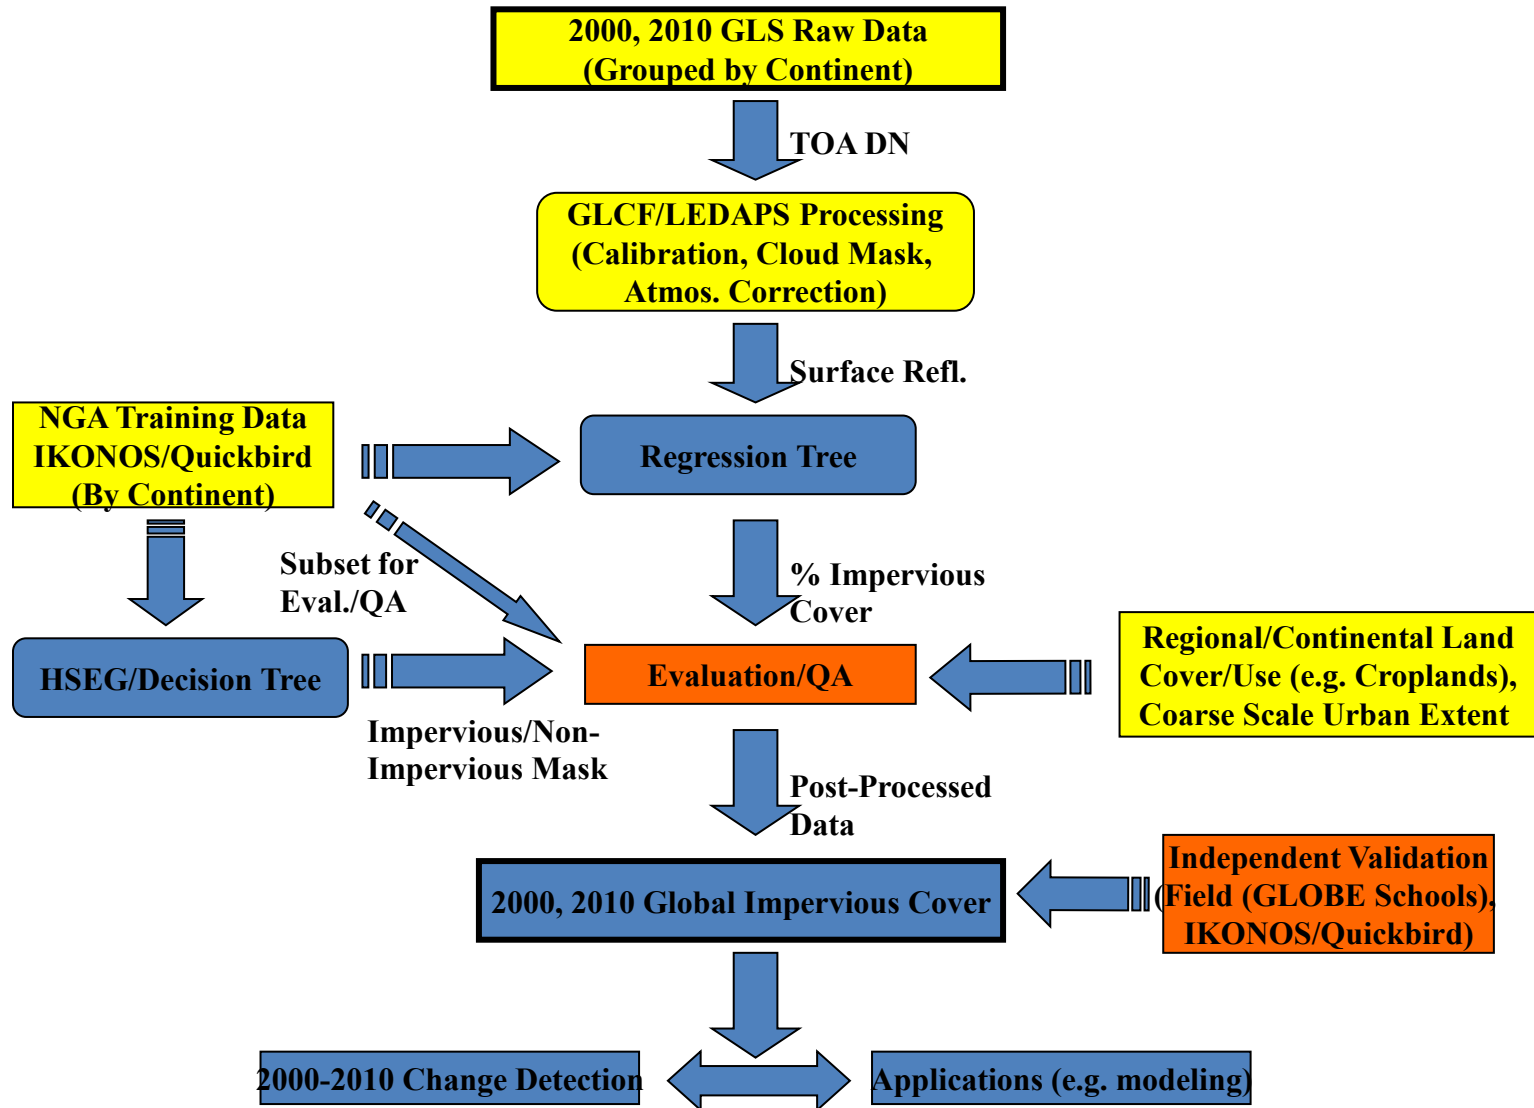 2000, 2010 GLS Raw Data
(Grouped by Continent)
TOA DN
GLCF/LEDAPS Processing
(Calibration, Cloud Mask,
Atmos. Correction)
Surface Refl.
NGA Training Data
IKONOS/Quickbird
(By Continent)
Regression Tree
Subset for
Eval./QA
% Impervious
Cover
HSEG/Decision Tree
Evaluation/QA
Regional/Continental Land
Cover/Use (e.g. Croplands),
Coarse Scale Urban Extent
Impervious/Non-
Impervious Mask
Post-Processed
Data
2000, 2010 Global Impervious Cover
Independent Validation
(Field (GLOBE Schools),
IKONOS/Quickbird)
2000-2010 Change Detection
Applications (e.g. modeling)